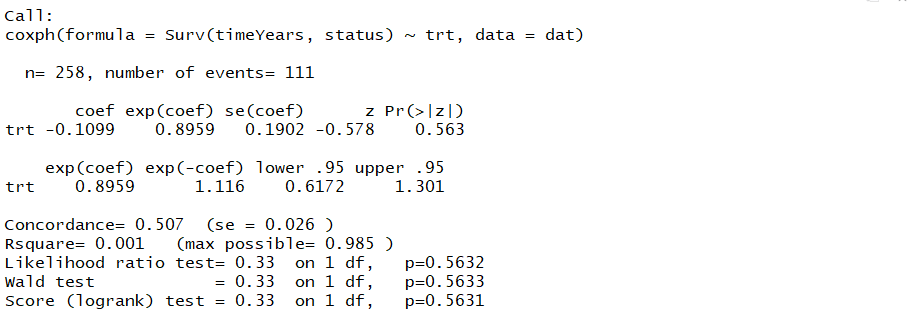 Call:
coxph(formula = Surv(timeYears, status) ~ trt, data = dat)
n= 258, number of events= 111
coef exp(coef) se(coef) z Pr(>|z|)
trt -0.1099 0.8959 0.1902 -0.578 0.563
exp(coef) exp(-coef) lower .95 upper .95
trt 0.8959 1.116 0.6172 1.301
Concordance= 0.507 (se = 0.026 )
Rsquare= 0.001 (max possible= 0.985 )
Likelihood ratio test= 0.33 on 1 df, p=0.5632
Wald test = 0.33 on 1 df, p=0.5633
Score (logrank) test = 0.33 on 1 df, p=0.5631